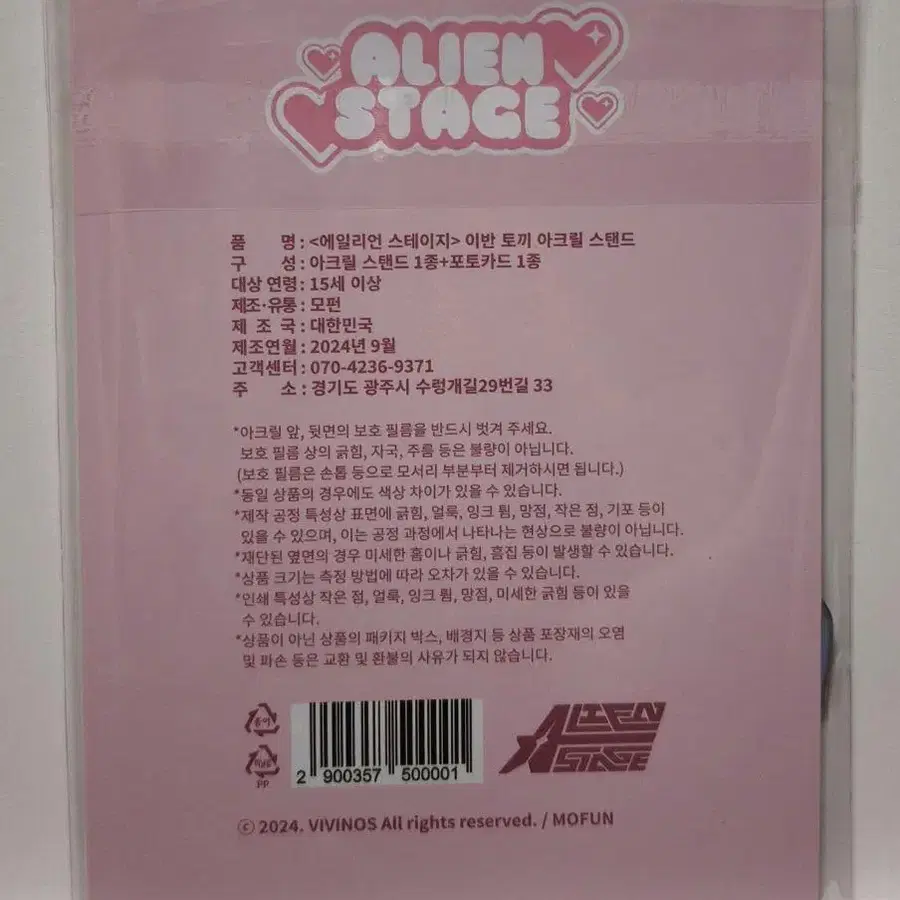 ALIEN
STAGE
품 명 : <에일리언 스테이지> 이반 토끼 아크릴 스탠드
구 성 : 아크릴 스탠드 1종+포토카드 1종
대상 연령 : 15세 이상
제조·유통 : 모펀
제 조 국 : 대한민국
제조연월 : 2024년 9월
고객센터 : 070-4236-9371
주 소 : 경기도 광주시 수렁개길29번길 33
*아크릴 앞, 뒷면의 보호 필름을 반드시 벗겨 주세요.
보호 필름 상의 긁힘, 자국, 주름 등은 불량이 아닙니다.
(보호 필름은 손톱 등으로 모서리 부분부터 제거하시면 됩니다.)
*동일 상품의 경우에도 색상 차이가 있을 수 있습니다.
*제작 공정 특성상 표면에 긁힘, 얼룩, 잉크 튐, 망점, 작은 점, 기포 등이
있을 수 있으며, 이는 공정 과정에서 나타나는 현상으로 불량이 아닙니다.
*재단된 옆면의 경우 미세한 홈이나 긁힘, 흠집 등이 발생할 수 있습니다.
*상품 크기는 측정 방법에 따라 오차가 있을 수 있습니다.
*인쇄 특성상 작은 점, 얼룩, 잉크 튐, 망점, 미세한 긁힘 등이 있을
수 있습니다.
*상품이 아닌 상품의 패키지 박스, 배경지 등 상품 포장재의 오염
및 파손 등은 교환 및 환불의 사유가 되지 않습니다.
종이
비닐류
PP
2 900357 500001
ALIEN
STAGE
ⓒ 2024. VIVINOS All rights reserved. / MOFUN